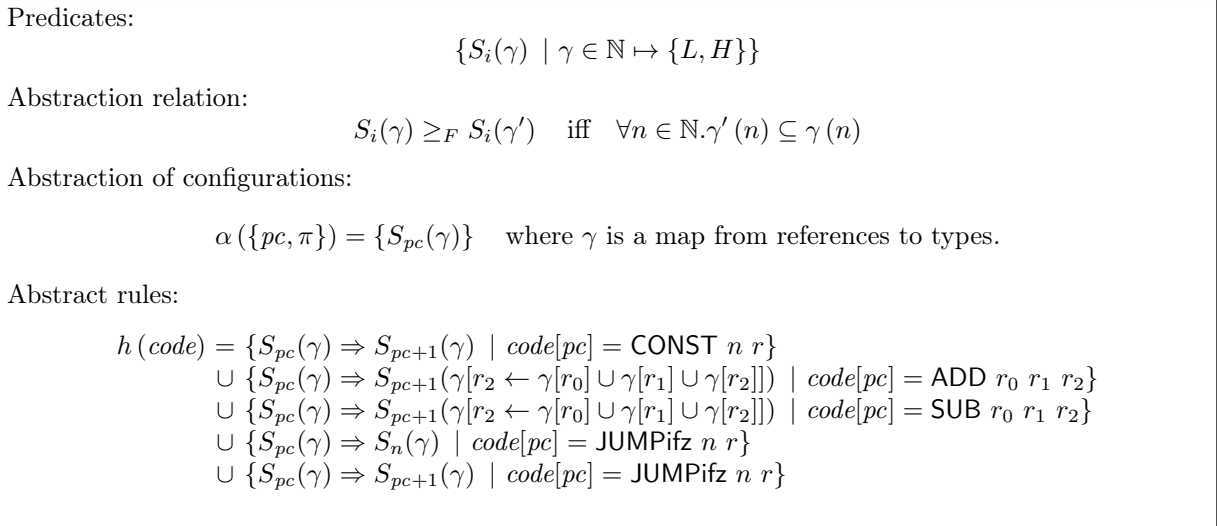 Predicates:
{S_i(γ) | γ ∈ ℕ ↦ {L, H}}
Abstraction relation:
S_i(γ) ≥_F S_i(γ′) iff ∀n ∈ ℕ.γ′ (n) ⊆ γ (n)
Abstraction of configurations:
α ({pc, π}) = {S_pc(γ)} where γ is a map from references to types.
Abstract rules:
h (code) = {S_pc(γ) ⇒ S_pc+1(γ) | code[pc] = CONST n r}
∪ {S_pc(γ) ⇒ S_pc+1(γ[r_2 ← γ[r_0] ∪ γ[r_1] ∪ γ[r_2]]) | code[pc] = ADD r_0 r_1 r_2}
∪ {S_pc(γ) ⇒ S_pc+1(γ[r_2 ← γ[r_0] ∪ γ[r_1] ∪ γ[r_2]]) | code[pc] = SUB r_0 r_1 r_2}
∪ {S_pc(γ) ⇒ S_n(γ) | code[pc] = JUMPifz n r}
∪ {S_pc(γ) ⇒ S_pc+1(γ) | code[pc] = JUMPifz n r}